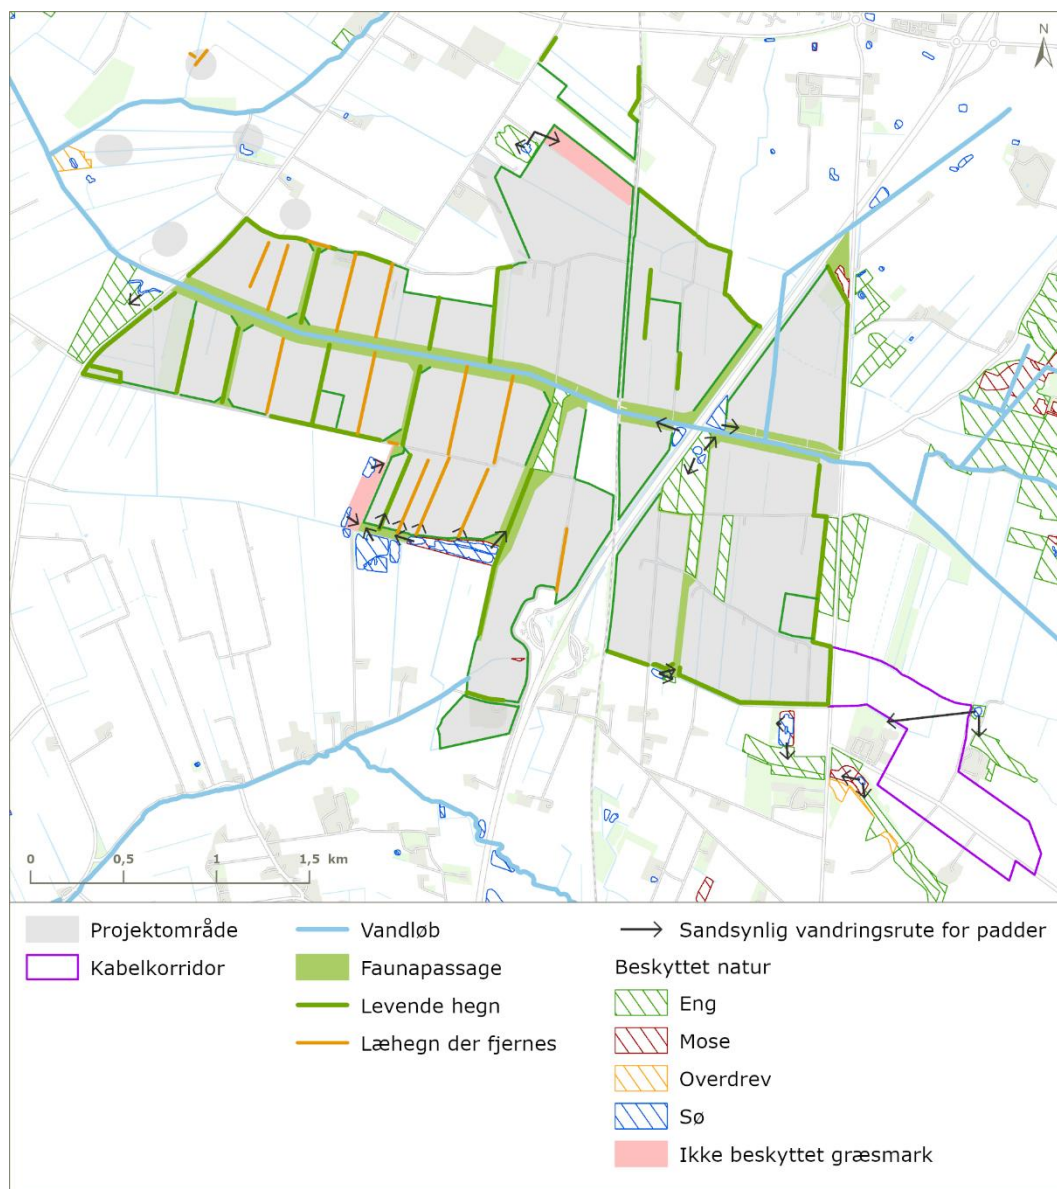 N
0 0,5 1 1,5 km
Projektområde
Kabelkorridor
Vandløb
Faunapassage
Levende hegn
Læhegn der fjernes
Sandsynlig vandringsrute for padder
Beskyttet natur
Eng
Mose
Overdrev
Sø
Ikke beskyttet græsmark